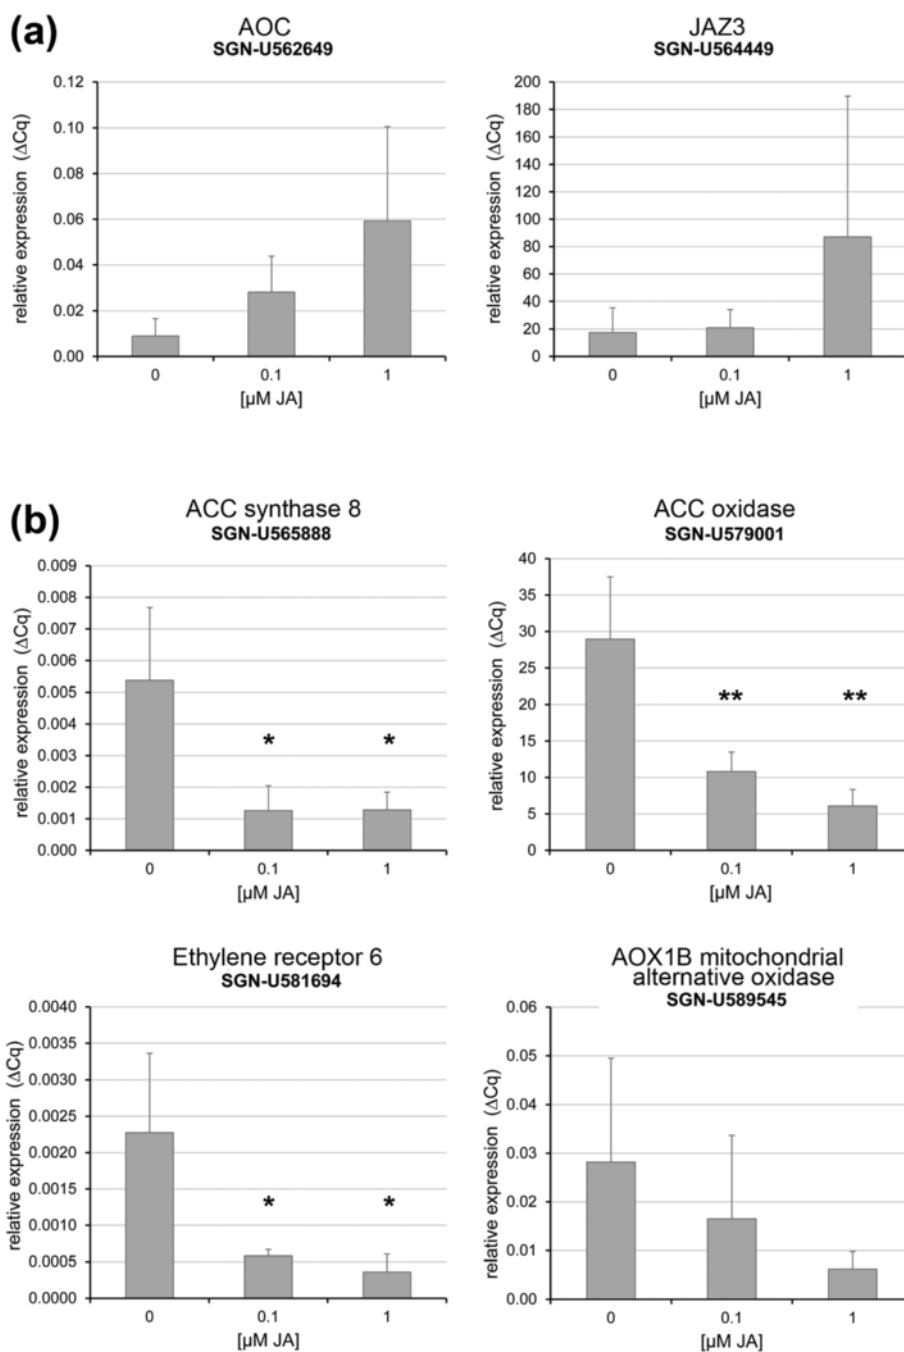 (a)
AOC
SGN-U562649
relative expression (ΔCq)
0.12
0.10
0.08
0.06
0.04
0.02
0.00
0
0.1
1
[µM JA]
JAZ3
SGN-U564449
relative expression (ΔCq)
200
180
160
140
120
100
80
60
40
20
0
0
0.1
1
[µM JA]
(b)
ACC synthase 8
SGN-U565888
relative expression (ΔCq)
0.009
0.008
0.007
0.006
0.005
0.004
0.003
0.002
0.001
0.000
*
*
0
0.1
1
[µM JA]
ACC oxidase
SGN-U579001
relative expression (ΔCq)
40
35
30
25
20
15
10
5
0
**
**
0
0.1
1
[µM JA]
Ethylene receptor 6
SGN-U581694
relative expression (ΔCq)
0.0040
0.0035
0.0030
0.0025
0.0020
0.0015
0.0010
0.0005
0.0000
*
*
0
0.1
1
[µM JA]
AOX1B mitochondrial
alternative oxidase
SGN-U589545
relative expression (ΔCq)
0.06
0.05
0.04
0.03
0.02
0.01
0.00
0
0.1
1
[µM JA]